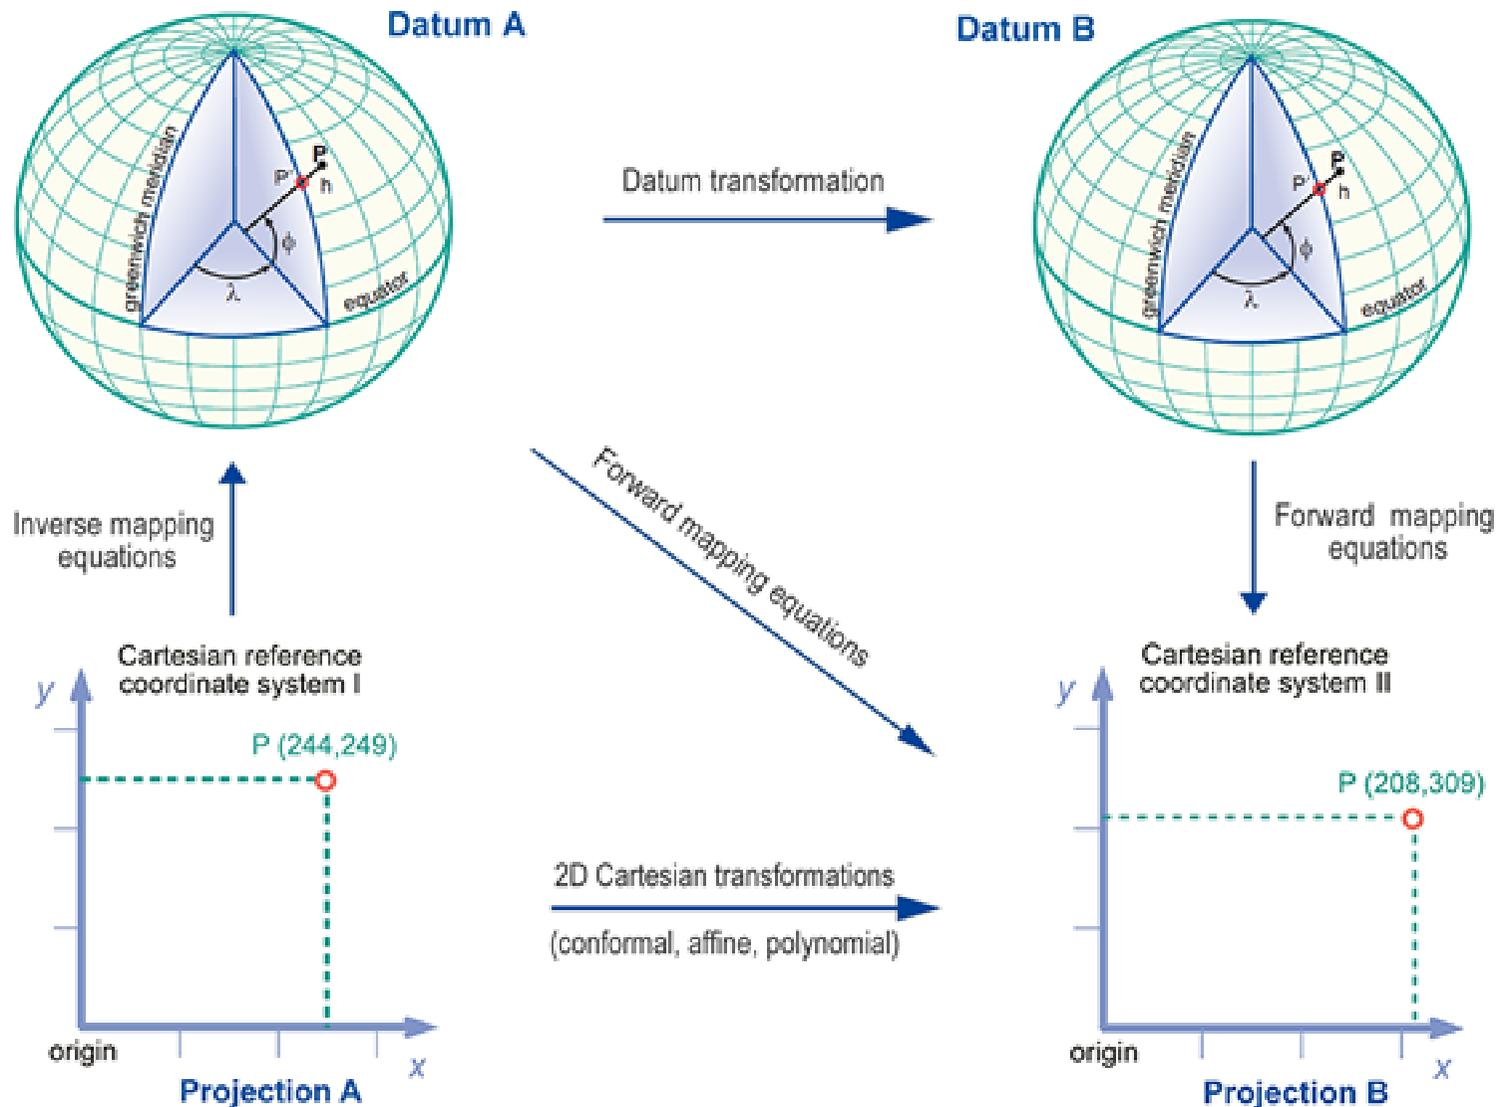 Datum A
Datum B
greenwich meridian
P
P'
h
φ
λ
equator
Datum transformation
greenwich meridian
P
P'
h
φ
λ
equator
Inverse mapping
equations
Forward mapping equations
Forward mapping
equations
Cartesian reference
coordinate system I
y
P (244,249)
origin
x
Projection A
2D Cartesian transformations
(conformal, affine, polynomial)
Cartesian reference
coordinate system II
y
P (208,309)
origin
x
Projection B